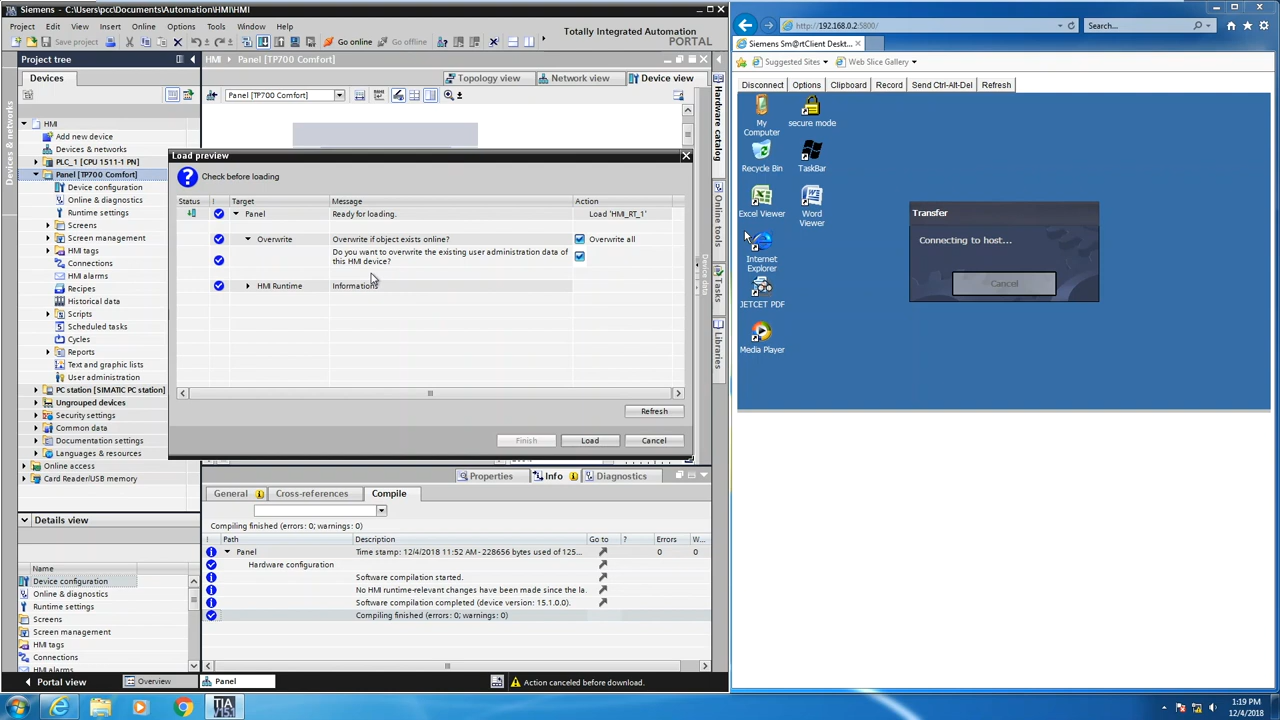 Siemens - C:\Users\pcc\Documents\Automation\HMI\HMI
Project Edit View Insert Online Options Tools Window Help
Totally Integrated Automation
PORTAL
Save project
Go online
Go offline
Project tree
Devices
Devices & networks
HMI
Add new device
Devices & networks
PLC_1 [CPU 1511-1 PN]
Panel [TP700 Comfort]
Device configuration
Online & diagnostics
Runtime settings
Screens
Screen management
HMI tags
Connections
HMI alarms
Recipes
Historical data
Scripts
Scheduled tasks
Cycles
Reports
Text and graphic lists
User administration
PC station [SIMATIC PC station]
Ungrouped devices
Security settings
Common data
Documentation settings
Languages & resources
Online access
Card Reader/USB memory
Details view
Name
Device configuration
Online & diagnostics
Runtime settings
Screens
Screen management
HMI tags
Connections
HMI alarms
HMI Panel [TP700 Comfort]
Topology view Network view Device view
Panel [TP700 Comfort]
Hardware catalog
Online tools
Tasks
Libraries
Device data
Load preview
Check before loading
Status ! Target Message Action
Panel Ready for loading. Load 'HMI_RT_1'
Overwrite Overwrite if object exists online? Overwrite all
Do you want to overwrite the existing user administration data of
this HMI device?
HMI Runtime Informations
Refresh
Finish Load Cancel
Properties Info Diagnostics
General Cross-references Compile
Compiling finished (errors: 0; warnings: 0)
! Path Description Go to ? Errors W...
Panel Time stamp: 12/4/2018 11:52 AM - 228656 bytes used of 125... 0 0
Hardware configuration
Software compilation started.
No HMI runtime-relevant changes have been made since the la.
Software compilation completed (device version: 15.1.0.0).
Compiling finished (errors: 0; warnings: 0)
Portal view Overview Panel Action canceled before download.
http://192.168.0.2:5800/
Search...
Siemens Sm@rtClient Deskt...
Suggested Sites Web Slice Gallery
Disconnect Options Clipboard Record Send Ctrl-Alt-Del Refresh
My Computer
secure mode
Recycle Bin
TaskBar
Excel Viewer
Word Viewer
Internet Explorer
JETCET PDF
Media Player
Transfer
Connecting to host...
Cancel
TIA
1:19 PM
12/4/2018